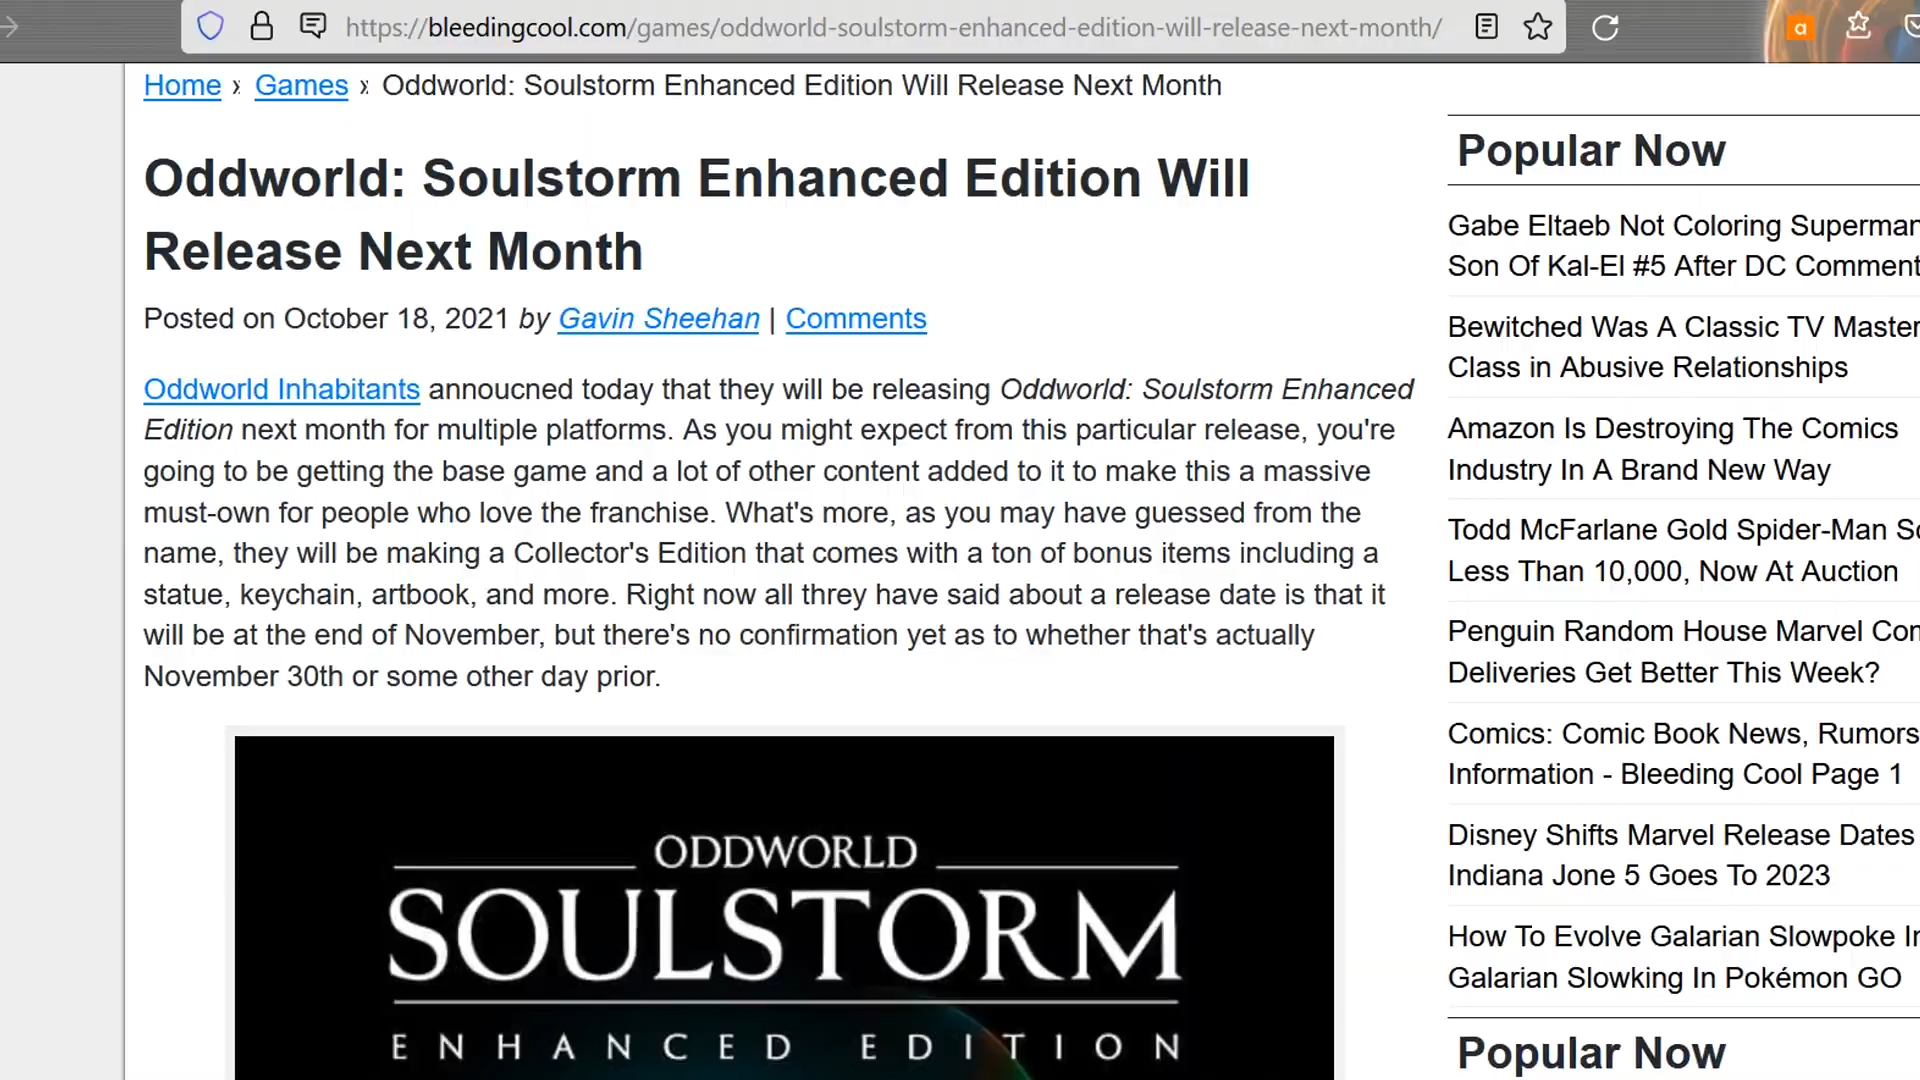 https://bleedingcool.com/games/oddworld-soulstorm-enhanced-edition-will-release-next-month/
a
Home » Games » Oddworld: Soulstorm Enhanced Edition Will Release Next Month
Oddworld: Soulstorm Enhanced Edition Will
Release Next Month
Posted on October 18, 2021 by Gavin Sheehan | Comments
Oddworld Inhabitants annoucned today that they will be releasing Oddworld: Soulstorm Enhanced
Edition next month for multiple platforms. As you might expect from this particular release, you're
going to be getting the base game and a lot of other content added to it to make this a massive
must-own for people who love the franchise. What's more, as you may have guessed from the
name, they will be making a Collector's Edition that comes with a ton of bonus items including a
statue, keychain, artbook, and more. Right now all threy have said about a release date is that it
will be at the end of November, but there's no confirmation yet as to whether that's actually
November 30th or some other day prior.
ODDWORLD
SOULSTORM
ENHANCED EDITION
Popular Now
Gabe Eltaeb Not Coloring Superman
Son Of Kal-El #5 After DC Comment
Bewitched Was A Classic TV Master
Class in Abusive Relationships
Amazon Is Destroying The Comics
Industry In A Brand New Way
Todd McFarlane Gold Spider-Man
Less Than 10,000, Now At Auction
Penguin Random House Marvel
Deliveries Get Better This Week?
Comics: Comic Book News, Rumors
Information - Bleeding Cool Page 1
Disney Shifts Marvel Release Dates
Indiana Jone 5 Goes To 2023
How To Evolve Galarian Slowpoke
Galarian Slowking In Pokémon GO
Popular Now